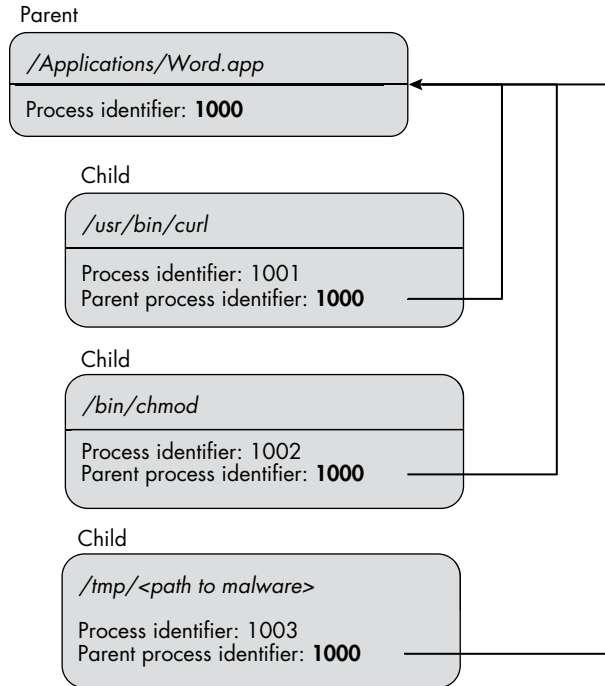 Parent
/Applications/Word.app
Process identifier: 1000
Child
/usr/bin/curl
Process identifier: 1001
Parent process identifier: 1000
Child
/bin/chmod
Process identifier: 1002
Parent process identifier: 1000
Child
/tmp/<path to malware>
Process identifier: 1003
Parent process identifier: 1000